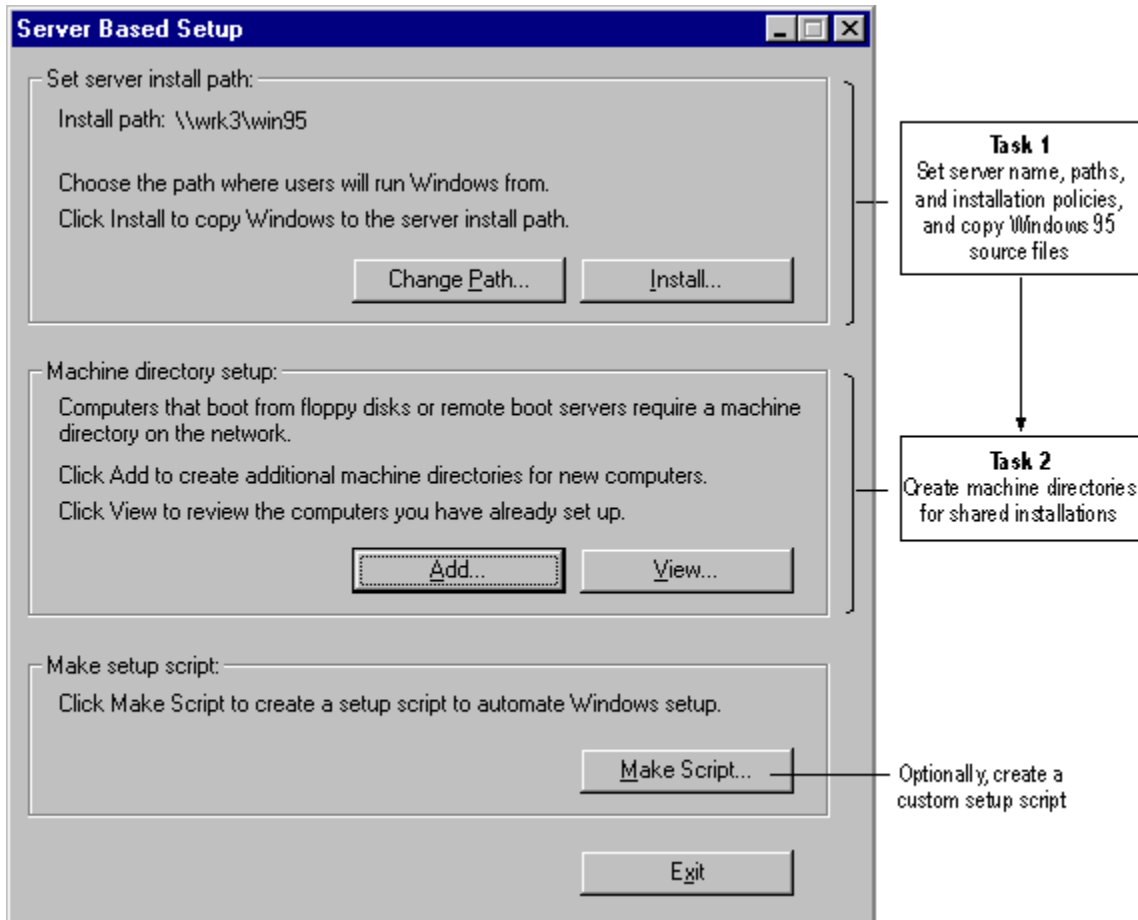 Server Based Setup
Set server install path:
Install path: \\wrk3\win95
Choose the path where users will run Windows from.
Click Install to copy Windows to the server install path.
Change Path...
Install...
Machine directory setup:
Computers that boot from floppy disks or remote boot servers require a machine
directory on the network.
Click Add to create additional machine directories for new computers.
Click View to review the computers you have already set up.
Add...
View...
Make setup script:
Click Make Script to create a setup script to automate Windows setup.
Make Script...
Exit
Task 1
Set server name, paths,
and installation policies,
and copy Windows 95
source files
Task 2
Create machine directories
for shared installations
Optionally, create a
custom setup script